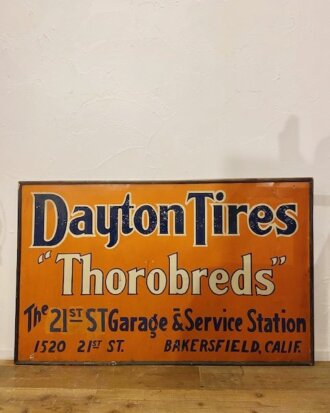 Dayton Tires
"Thorobreds"
The 21ST ST Garage & Service Station
1520 21ST ST. BAKERSFIELD, CALIF.